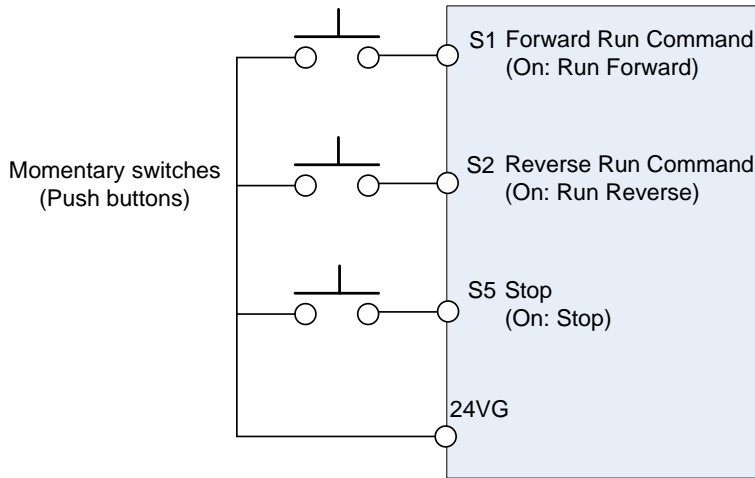 S1 Forward Run Command
(On: Run Forward)
Momentary switches
(Push buttons)
S2 Reverse Run Command
(On: Run Reverse)
S5 Stop
(On: Stop)
24VG